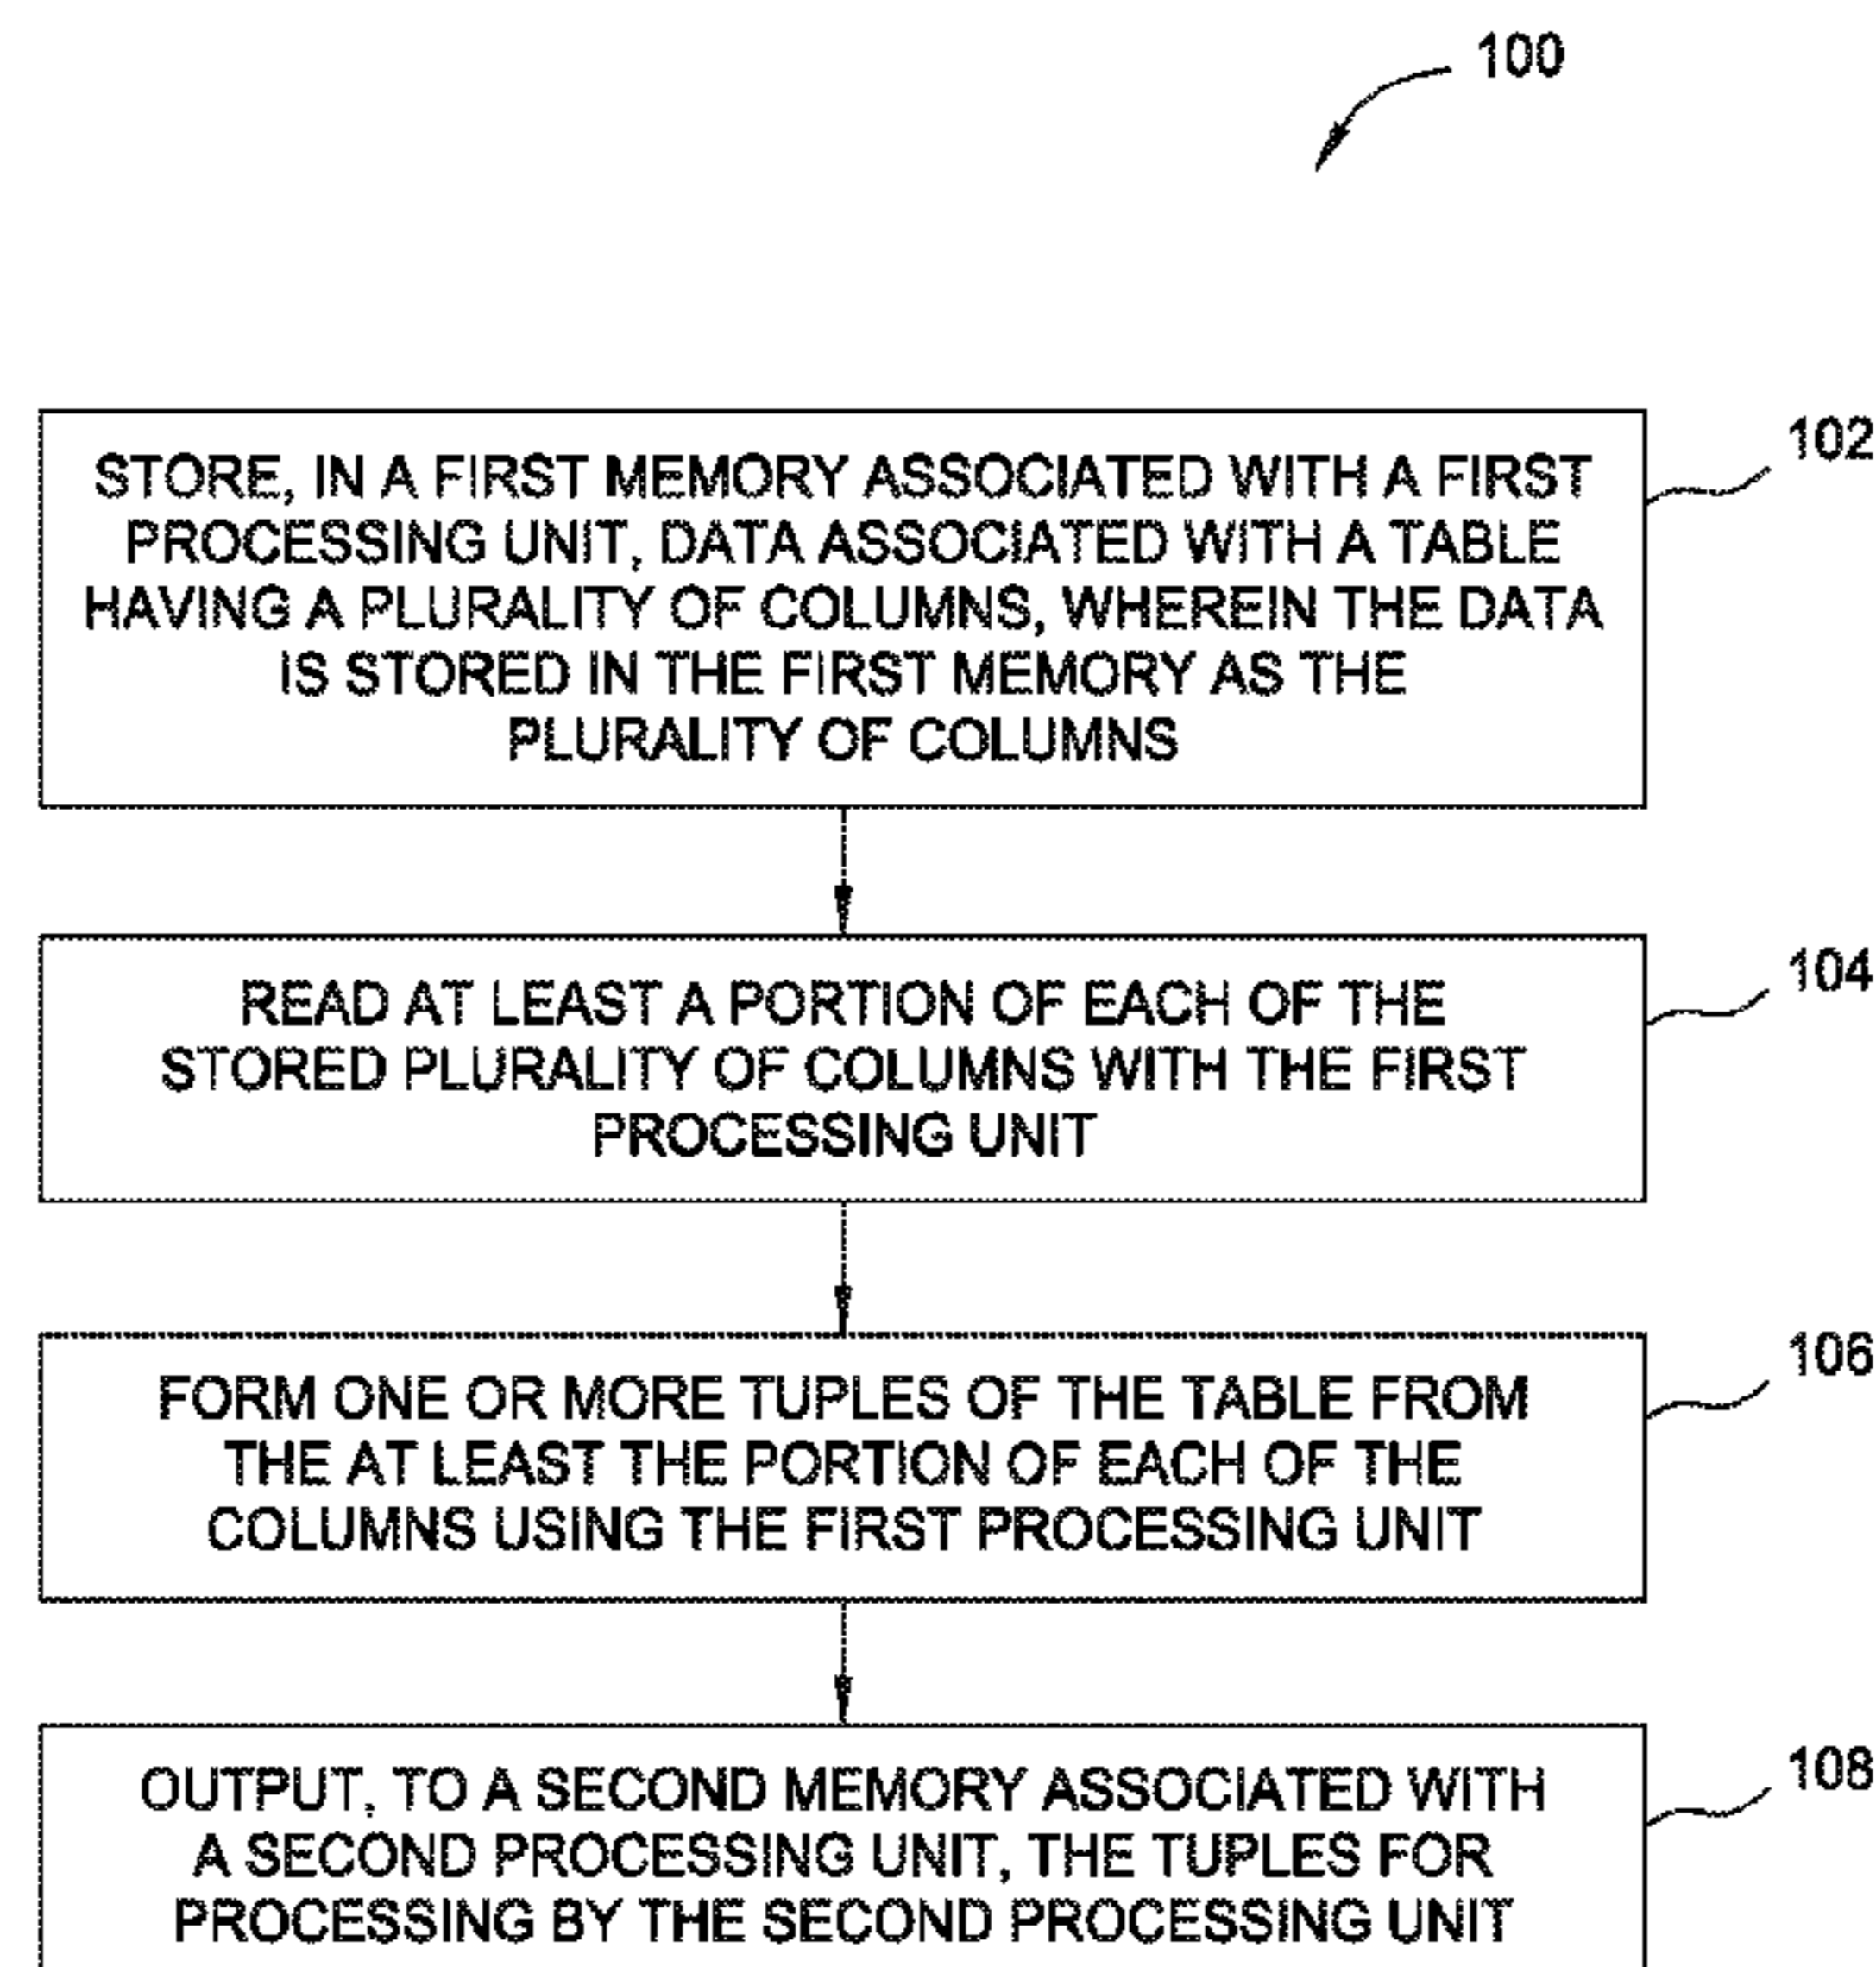 100
STORE, IN A FIRST MEMORY ASSOCIATED WITH A FIRST
PROCESSING UNIT, DATA ASSOCIATED WITH A TABLE
HAVING A PLURALITY OF COLUMNS, WHEREIN THE DATA
IS STORED IN THE FIRST MEMORY AS THE
PLURALITY OF COLUMNS
102
READ AT LEAST A PORTION OF EACH OF THE
STORED PLURALITY OF COLUMNS WITH THE FIRST
PROCESSING UNIT
104
FORM ONE OR MORE TUPLES OF THE TABLE FROM
THE AT LEAST THE PORTION OF EACH OF THE
COLUMNS USING THE FIRST PROCESSING UNIT
106
OUTPUT, TO A SECOND MEMORY ASSOCIATED WITH
A SECOND PROCESSING UNIT, THE TUPLES FOR
PROCESSING BY THE SECOND PROCESSING UNIT
108